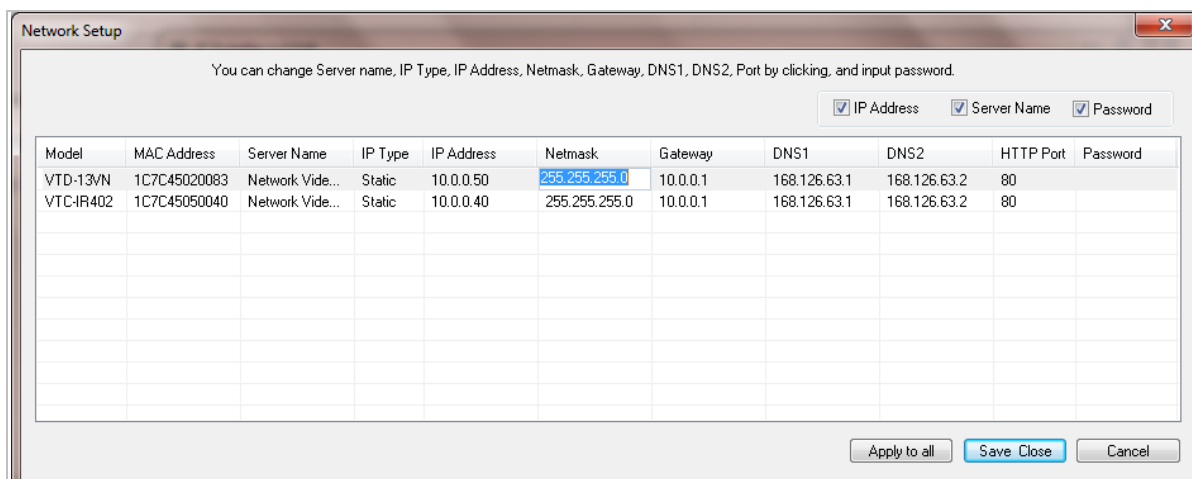 Network Setup
You can change Server name, IP Type, IP Address, Netmask, Gateway, DNS1, DNS2, Port by clicking, and input password.
IP Address Server Name Password
Model MAC Address Server Name IP Type IP Address Netmask Gateway DNS1 DNS2 HTTP Port Password
VTD-13VN 1C7C45020083 Network Vide... Static 10.0.0.50 255.255.255.0 10.0.0.1 168.126.63.1 168.126.63.2 80
VTC-IR402 1C7C45050040 Network Vide... Static 10.0.0.40 255.255.255.0 10.0.0.1 168.126.63.1 168.126.63.2 80
Apply to all Save Close Cancel